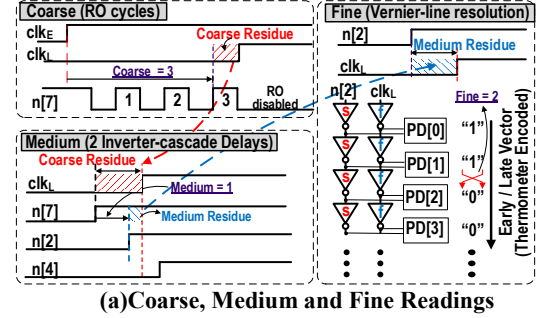 Coarse (RO cycles)
clkE
Coarse Residue
clkL
Coarse = 3
n[7]
1
2
3
RO
disabled
Medium (2 Inverter-cascade Delays)
Coarse Residue
clkL
Medium = 1
n[7]
Medium Residue
n[2]
n[4]
Fine (Vernier-line resolution)
n[2]
Medium Residue
clkL
n[2]
clkL
Fine = 2
S
f
PD[0]
"1"
S
f
PD[1]
"1"
S
f
PD[2]
"0"
S
f
PD[3]
"0"
Early / Late Vector
(Thermometer Encoded)
(a)Coarse, Medium and Fine Readings